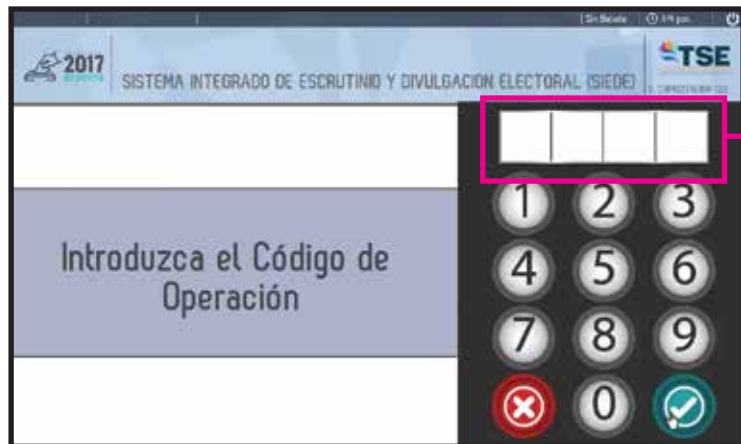 Sin Bateria
2017
SISTEMA INTEGRADO DE ESCRUTINIO Y DIVULGACION ELECTORAL (SIEDE)
TSE
Introduzca el Código de
Operación
1 2 3
4 5 6
7 8 9
0